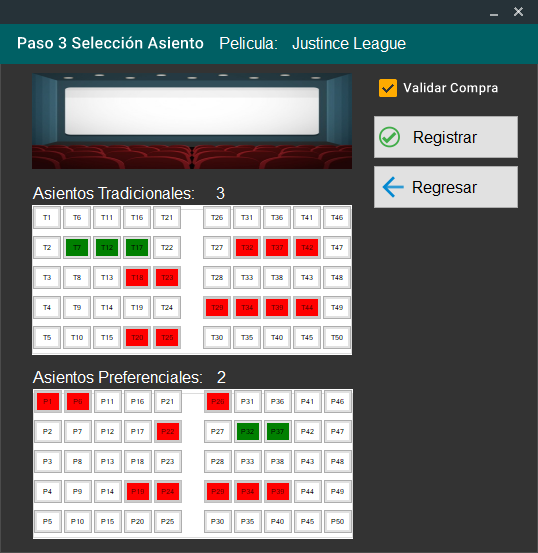 Paso 3 Selección Asiento Pelicula: Justince League
Validar Compra
Registrar
Regresar
Asientos Tradicionales: 3
T1 T6 T11 T16 T21 T26 T31 T36 T41 T46
T2 T7 T12 T17 T22 T27 T32 T37 T42 T47
T3 T8 T13 T18 T23 T28 T33 T38 T43 T48
T4 T9 T14 T19 T24 T29 T34 T39 T44 T49
T5 T10 T15 T20 T25 T30 T35 T40 T45 T50
Asientos Preferenciales: 2
P1 P6 P11 P16 P21 P26 P31 P36 P41 P46
P2 P7 P12 P17 P22 P27 P32 P37 P42 P47
P3 P8 P13 P18 P23 P28 P33 P38 P43 P48
P4 P9 P14 P19 P24 P29 P34 P39 P44 P49
P5 P10 P15 P20 P25 P30 P35 P40 P45 P50